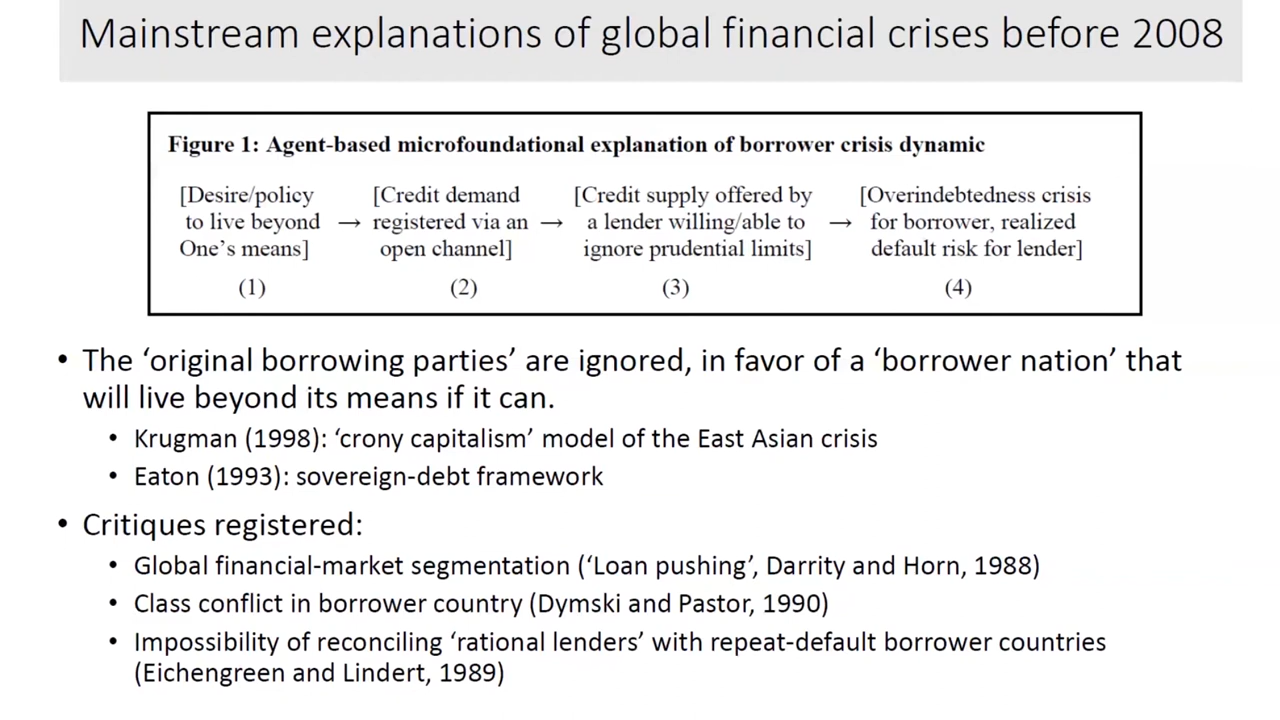 Mainstream explanations of global financial crises before 2008
Figure 1: Agent-based microfoundational explanation of borrower crisis dynamic
[Desire/policy to live beyond One's means] → [Credit demand registered via an open channel] → [Credit supply offered by a lender willing/able to ignore prudential limits] → [Overindebtedness crisis for borrower, realized default risk for lender]
(1) (2) (3) (4)
• The ‘original borrowing parties’ are ignored, in favor of a ‘borrower nation’ that
will live beyond its means if it can.
• Krugman (1998): ‘crony capitalism’ model of the East Asian crisis
• Eaton (1993): sovereign-debt framework
• Critiques registered:
• Global financial-market segmentation (‘Loan pushing’, Darrity and Horn, 1988)
• Class conflict in borrower country (Dymski and Pastor, 1990)
• Impossibility of reconciling ‘rational lenders’ with repeat-default borrower countries
(Eichengreen and Lindert, 1989)